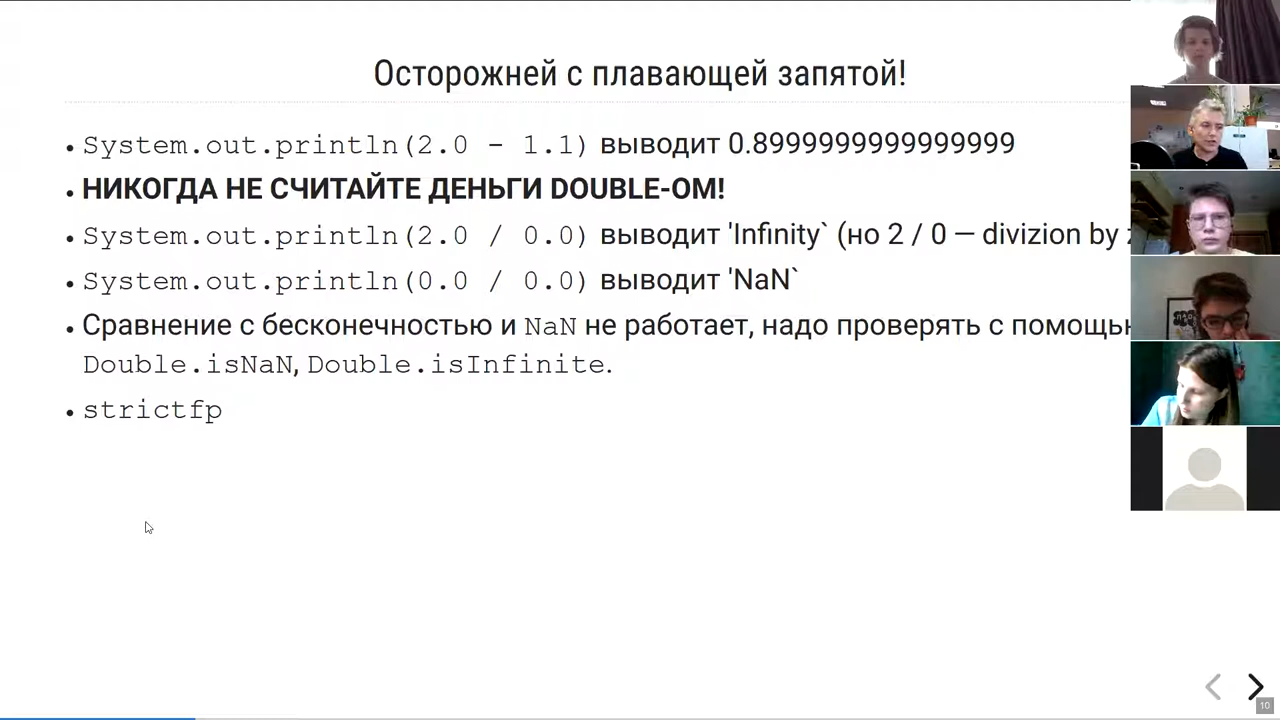 Осторожней с плавающей запятой!
System.out.println(2.0 - 1.1) выводит 0.8999999999999999
НИКОГДА НЕ СЧИТАЙТЕ ДЕНЬГИ DOUBLE-ОМ!
System.out.println(2.0 / 0.0) выводит 'Infinity` (но 2 / 0 — divizion by
System.out.println(0.0 / 0.0) выводит 'NaN`
Сравнение с бесконечностью и NaN не работает, надо проверять с
Double.isNaN, Double.isInfinite.
strictfp
10